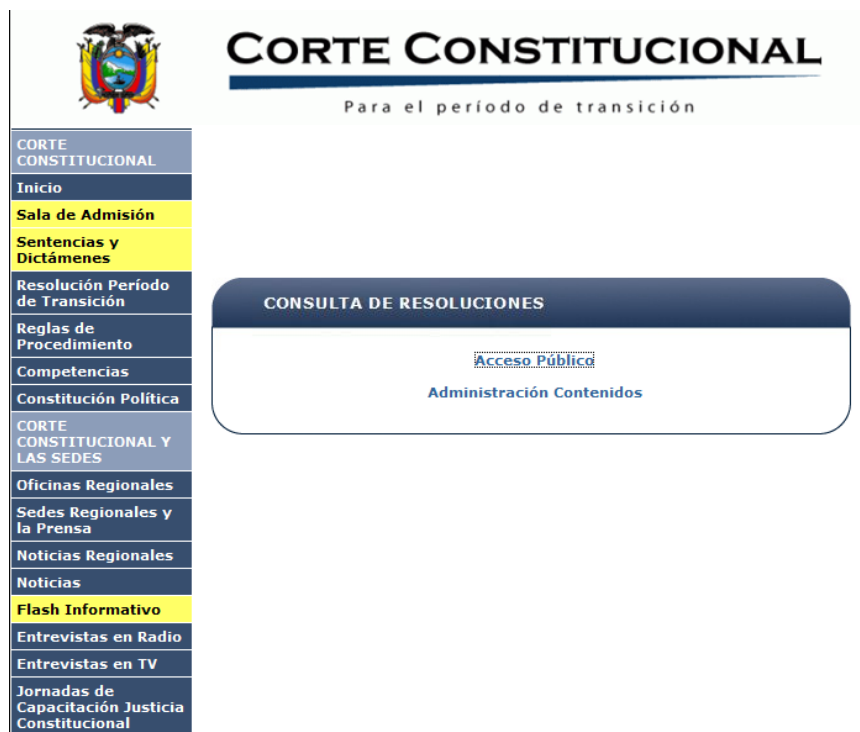 CORTE CONSTITUCIONAL
Para el período de transición
CORTE
CONSTITUCIONAL
Inicio
Sala de Admisión
Sentencias y
Dictámenes
Resolución Período
de Transición
Reglas de
Procedimiento
Competencias
Constitución Política
CORTE
CONSTITUCIONAL Y
LAS SEDES
Oficinas Regionales
Sedes Regionales y
la Prensa
Noticias Regionales
Noticias
Flash Informativo
Entrevistas en Radio
Entrevistas en TV
Jornadas de
Capacitación Justicia
Constitucional
CONSULTA DE RESOLUCIONES
Acceso Público
Administración Contenidos